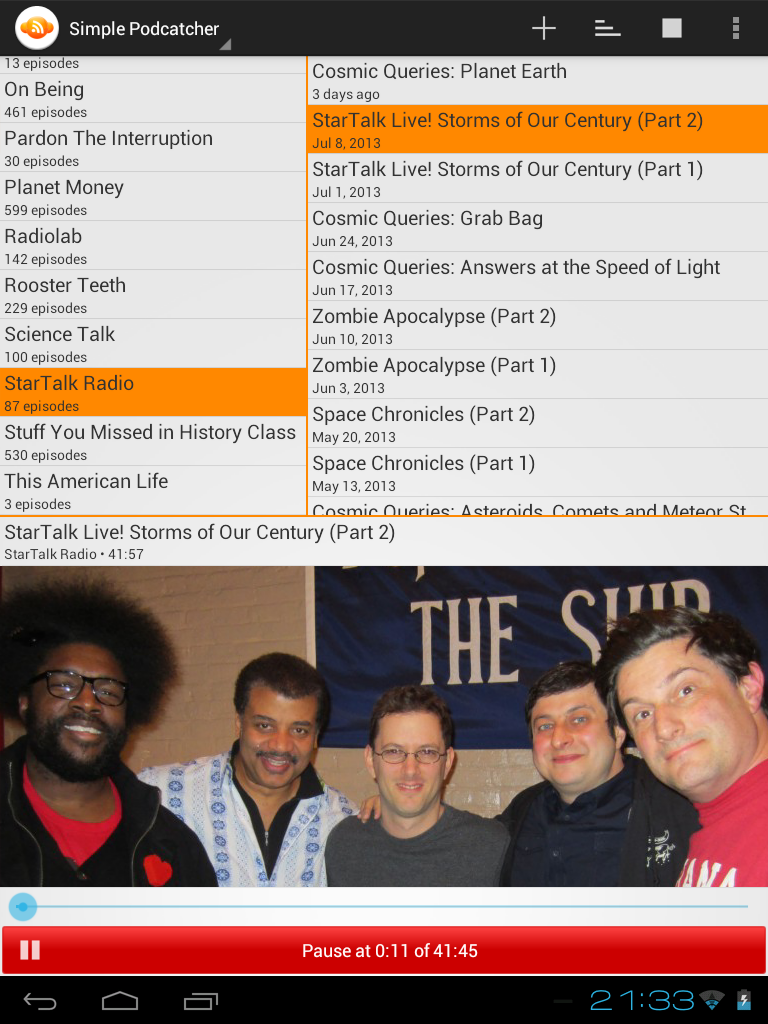 Simple Podcatcher
13 episodes
On Being
461 episodes
Pardon The Interruption
30 episodes
Planet Money
599 episodes
Radiolab
142 episodes
Rooster Teeth
229 episodes
Science Talk
100 episodes
StarTalk Radio
87 episodes
Stuff You Missed in History Class
530 episodes
This American Life
3 episodes
Cosmic Queries: Planet Earth
3 days ago
StarTalk Live! Storms of Our Century (Part 2)
Jul 8, 2013
StarTalk Live! Storms of Our Century (Part 1)
Jul 1, 2013
Cosmic Queries: Grab Bag
Jun 24, 2013
Cosmic Queries: Answers at the Speed of Light
Jun 17, 2013
Zombie Apocalypse (Part 2)
Jun 10, 2013
Zombie Apocalypse (Part 1)
Jun 3, 2013
Space Chronicles (Part 2)
May 20, 2013
Space Chronicles (Part 1)
May 13, 2013
Cosmic Queries: Asteroids, Comets and Meteor St
StarTalk Live! Storms of Our Century (Part 2)
StarTalk Radio • 41:57
THE SHIP
Pause at 0:11 of 41:45
21:33